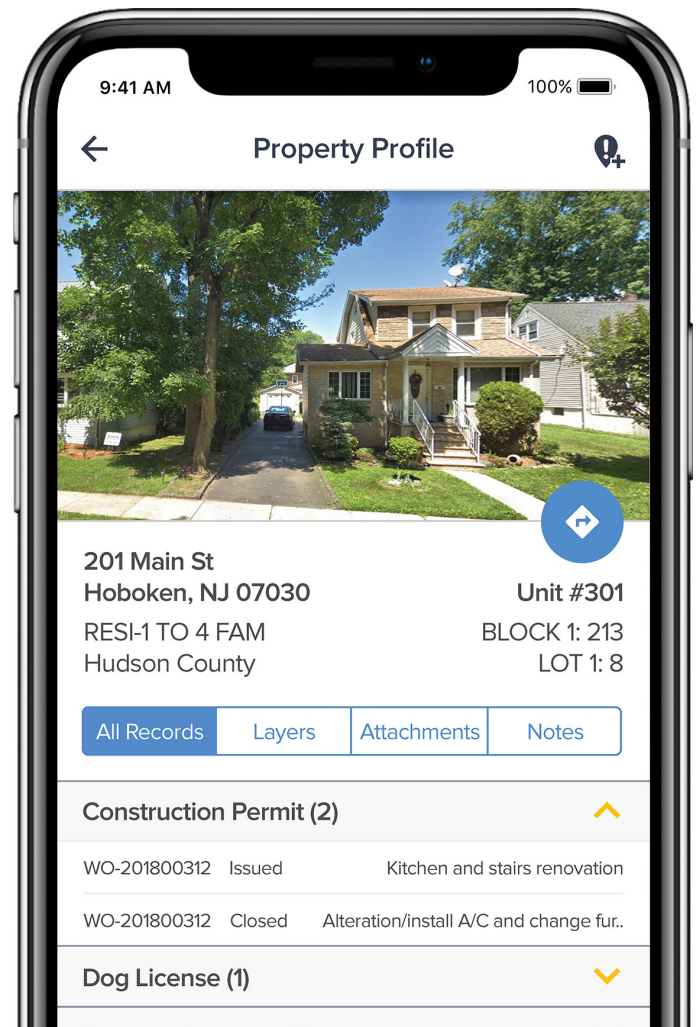 9:41 AM
100%
Property Profile
201 Main St
Hoboken, NJ 07030
Unit #301
RESI-1 TO 4 FAM
BLOCK 1: 213
Hudson County
LOT 1: 8
All Records
Layers
Attachments
Notes
Construction Permit (2)
WO-201800312 Issued Kitchen and stairs renovation
WO-201800312 Closed Alteration/install A/C and change fur..
Dog License (1)